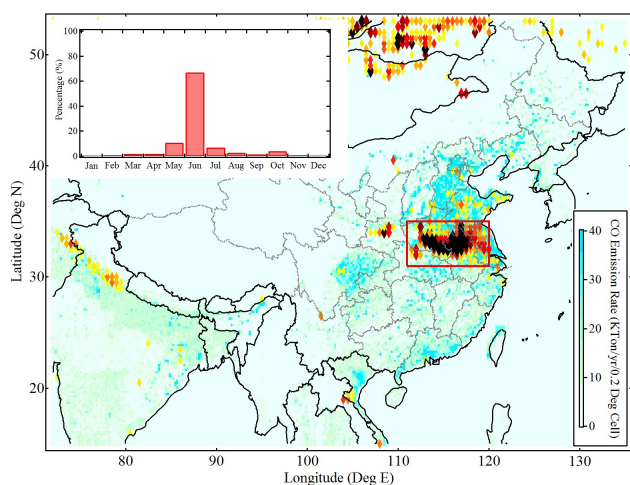 100
80
60
40
20
0
Percentage (%)
Jan Feb Mar Apr May Jun Jul Aug Sep Oct Nov Dec
50
40
30
20
Latitude (Deg N)
80 90 100 110 120 130
Longitude (Deg E)
40
30
20
10
0
CO Emission Rate (KTon/yr/0.2 Deg Cell)